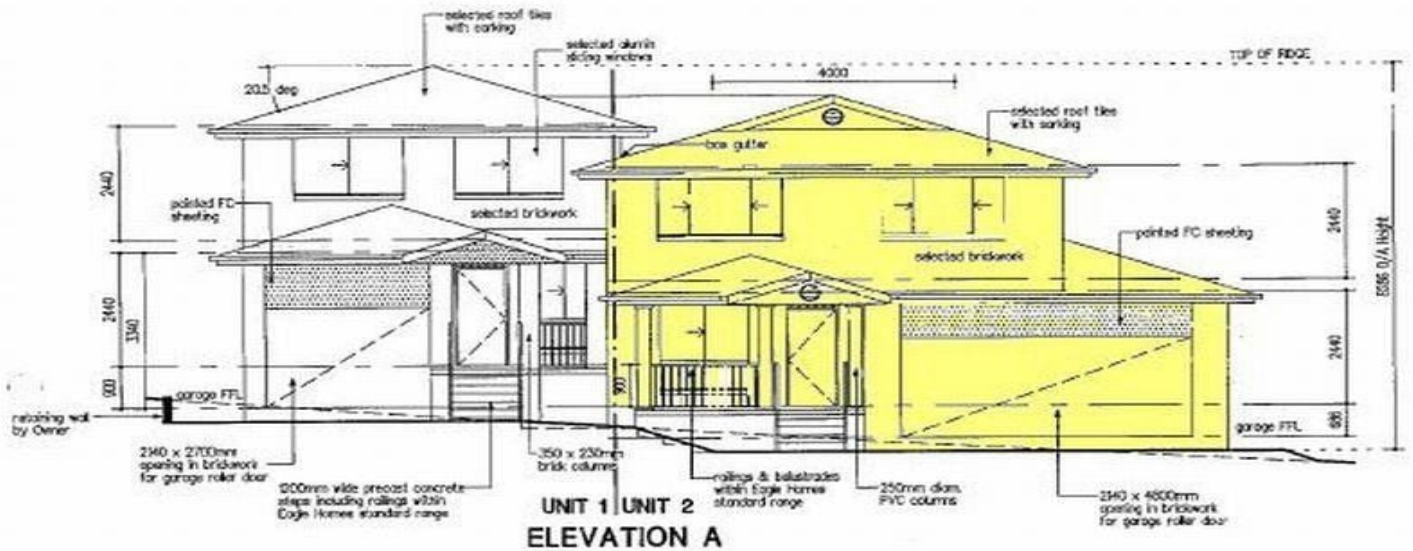 selected roof tiles
with sarking
selected alumin
sliding windows
TOP OF RIDGE
4000
20.5 deg
selected roof tiles
with sarking
box gutter
2440
painted FC
sheeting
selected brickwork
2440
painted FC sheeting
selected brickwork
O/A Height
2440
3340
2440
900
900
garage FFL
686
garage FFL
retaining wall
by Owner
2140 x 2700mm
opening in brickwork
for garage roller door
350 x 230mm
brick columns
1200mm wide precast concrete
steps including railings within
Eagle Homes standard range
railings & balustrades
within Eagle Homes
standard range
250mm diam.
PVC columns
2140 x 4800mm
opening in brickwork
for garage roller door
UNIT 1 UNIT 2
ELEVATION A